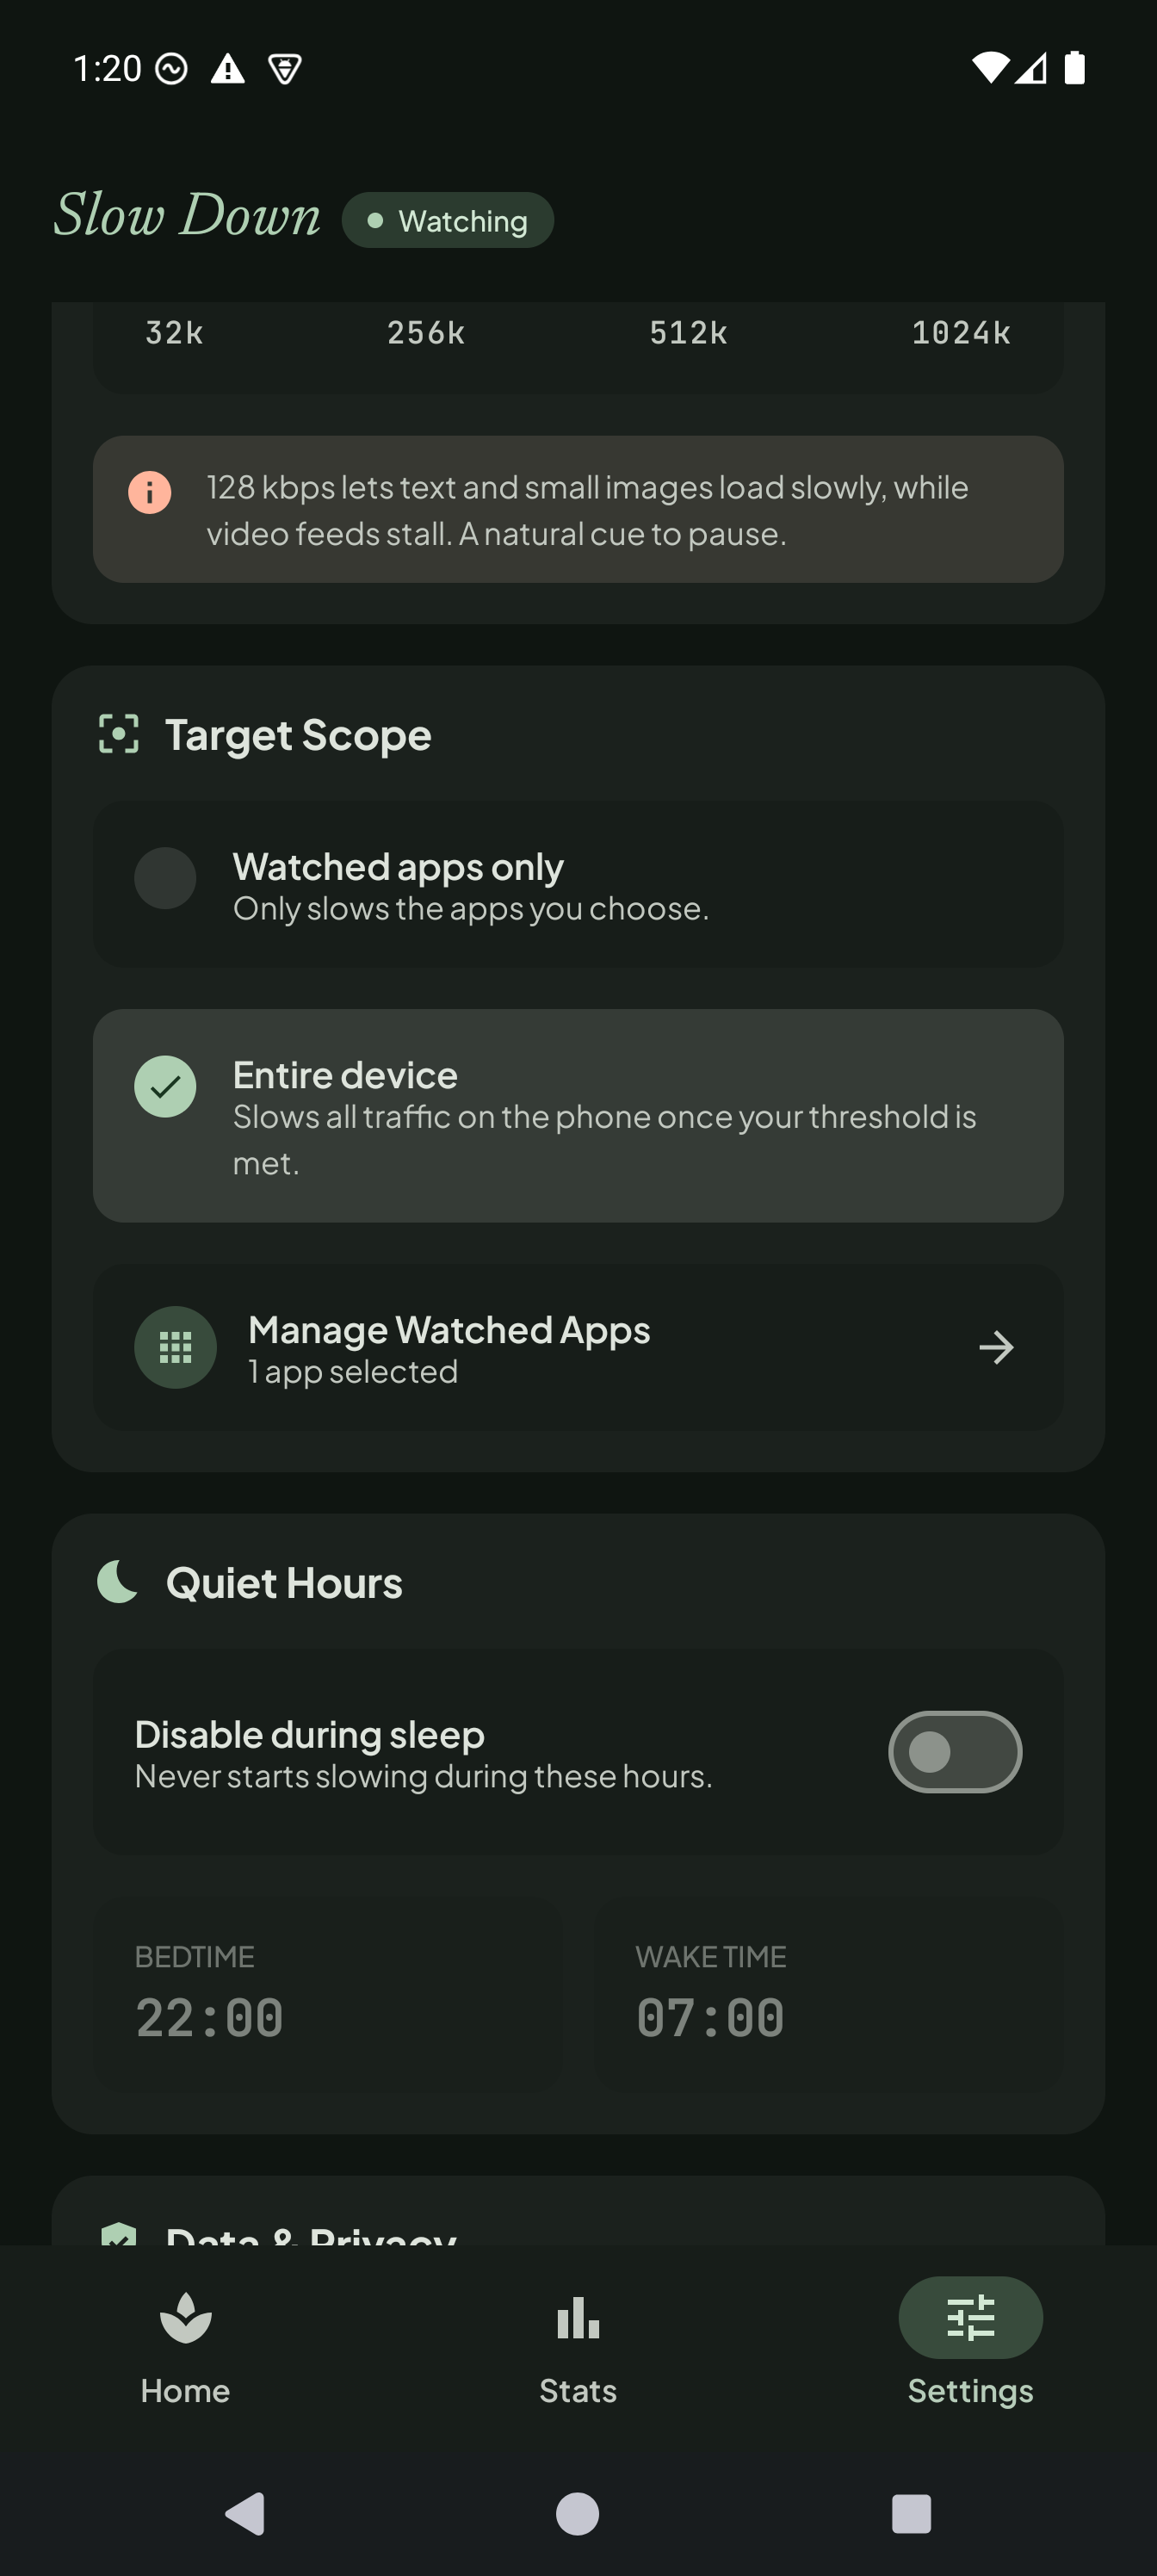 1:20
Slow Down
Watching
32k 256k 512k 1024k
128 kbps lets text and small images load slowly, while
video feeds stall. A natural cue to pause.
Target Scope
Watched apps only
Only slows the apps you choose.
Entire device
Slows all traffic on the phone once your threshold is
met.
Manage Watched Apps
1 app selected
Quiet Hours
Disable during sleep
Never starts slowing during these hours.
BEDTIME WAKE TIME
22:00 07:00
Data & Privacy
Home Stats Settings